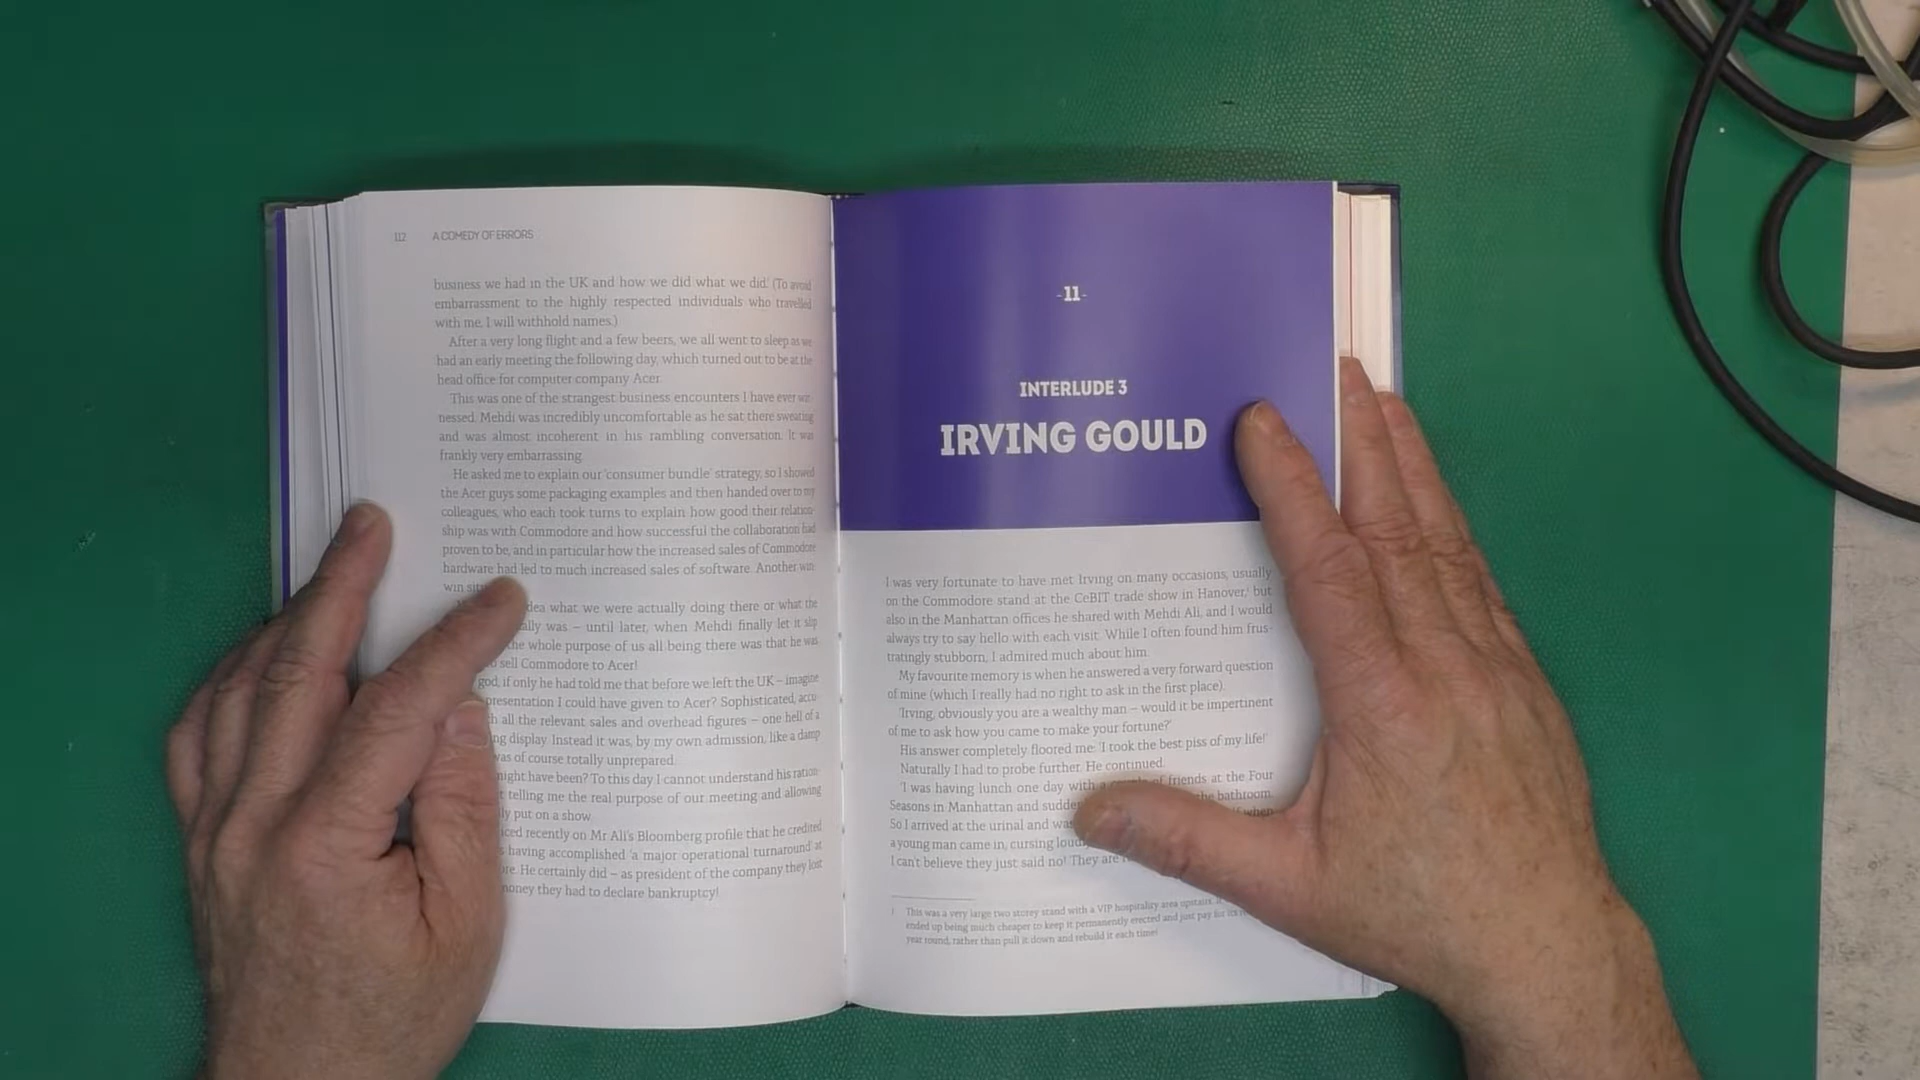 112 A COMEDY OF ERRORS
business we had in the UK and how we did what we did.' (To avoid
embarrassment to the highly respected individuals who travelled
with me, I will withhold names.)
After a very long flight and a few beers, we all went to sleep as we
had an early meeting the following day, which turned out to be at the
head office for computer company Acer.
This was one of the strangest business encounters I have ever wit-
nessed. Mehdi was incredibly uncomfortable as he sat there sweating
and was almost incoherent in his rambling conversation. It was
frankly very embarrassing.
He asked me to explain our 'consumer bundle' strategy, so I showed
the Acer guys some packaging examples and then handed over to my
colleagues, who each took turns to explain how good their relation-
ship was with Commodore and how successful the collaboration had
proven to be, and in particular how the increased sales of Commodore
hardware had led to much increased sales of software. Another win
win
dea what we were actually doing there or what the
ally was – until later, when Mehdi finally let it slip
the whole purpose of us all being there was that he was
o sell Commodore to Acer!
god, if only he had told me that before we left the UK – imagine
presentation I could have given to Acer? Sophisticated, accu-
h all the relevant sales and overhead figures – one hell of a
ng display. Instead it was, by my own admission, like a damp
was of course totally unprepared.
might have been? To this day I cannot understand his ration-
t telling me the real purpose of our meeting and allowing
ly put on a show.
iced recently on Mr Ali's Bloomberg profile that he credited
s having accomplished 'a major operational turnaround' at
ore. He certainly did – as president of the company they lost
money they had to declare bankruptcy!
-11-
INTERLUDE 3
IRVING GOULD
I was very fortunate to have met Irving on many occasions, usually
on the Commodore stand at the CeBIT trade show in Hanover,¹ but
also in the Manhattan offices he shared with Mehdi Ali, and I would
always try to say hello with each visit. While I often found him frus-
tratingly stubborn, I admired much about him.
My favourite memory is when he answered a very forward question
of mine (which I really had no right to ask in the first place).
'Irving, obviously you are a wealthy man – would it be impertinent
of me to ask how you came to make your fortune?'
His answer completely floored me: 'I took the best piss of my life!'
Naturally I had to probe further. He continued.
'I was having lunch one day with a couple of friends at the Four
Seasons in Manhattan and sudden the bathroom.
So I arrived at the urinal and was when
a young man came in, cursing loud
I can't believe they just said no! They are
1 This was a very large two storey stand with a VIP hospitality area upstairs.
ended up being much cheaper to keep it permanently erected and just pay for its
year round, rather than pull it down and rebuild it each time!